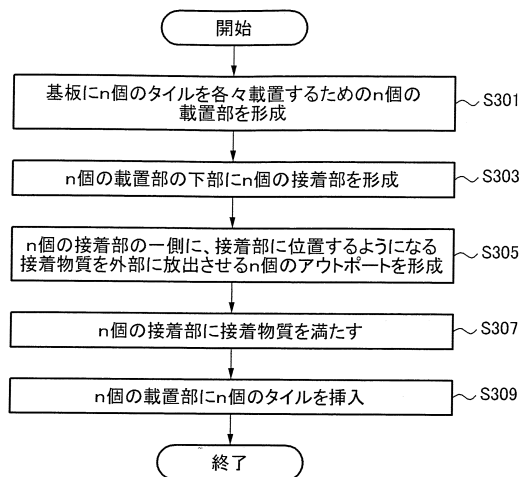 開始
基板にn個のタイルを各々載置するためのn個の
載置部を形成
S301
n個の載置部の下部にn個の接着部を形成
S303
n個の接着部の一側に、接着部に位置するようになる
接着物質を外部に放出させるn個のアウトポートを形成
S305
n個の接着部に接着物質を満たす
S307
n個の載置部にn個のタイルを挿入
S309
終了